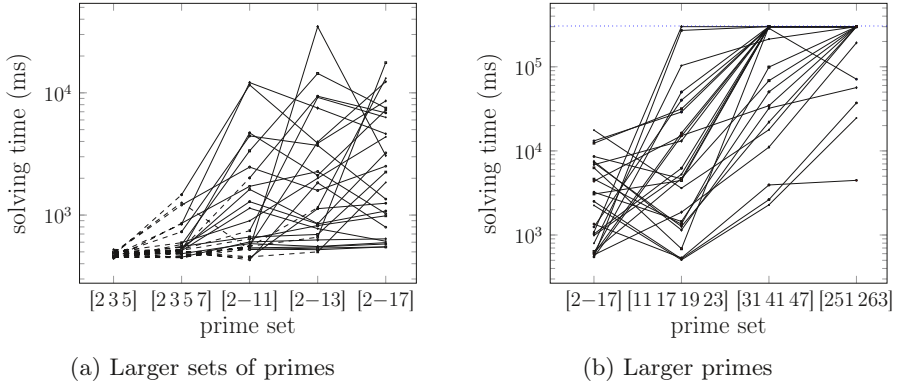 solving time (ms)
10^4
10^3
[2 3 5] [2 3 5 7] [2−11] [2−13] [2−17]
prime set
(a) Larger sets of primes
solving time (ms)
10^5
10^4
10^3
[2−17] [11 17 19 23] [31 41 47] [251 263]
prime set
(b) Larger primes